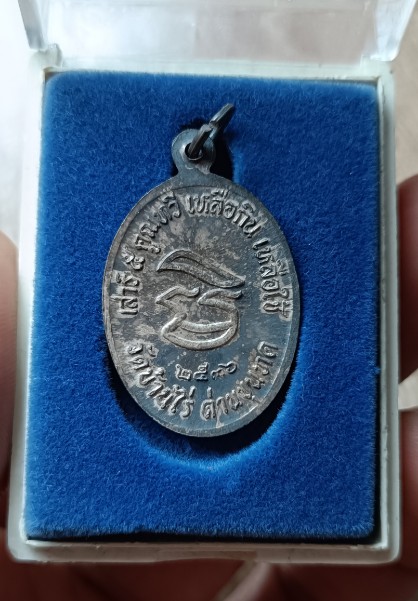 เสาร์ ๕ คูณทวี เหลือกิน เหลือใช้
๒๕๓๖
วัดบ้านไร่ ด่านขุนทด